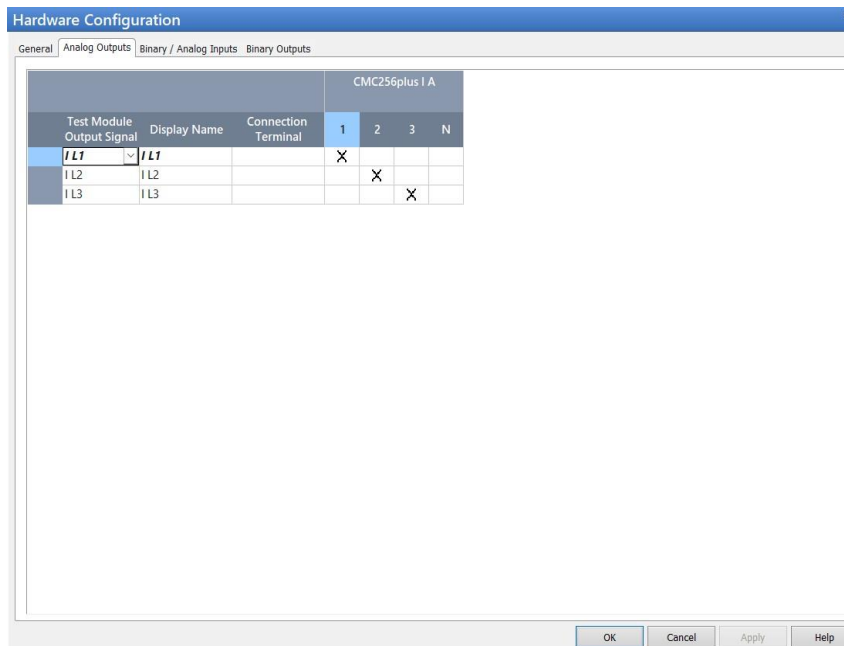 Hardware Configuration
General Analog Outputs Binary / Analog Inputs Binary Outputs
CMC256plus I A
Test Module Output Signal Display Name Connection Terminal 1 2 3 N
I L1 I L1 X
I L2 I L2 X
I L3 I L3 X
OK Cancel Apply Help